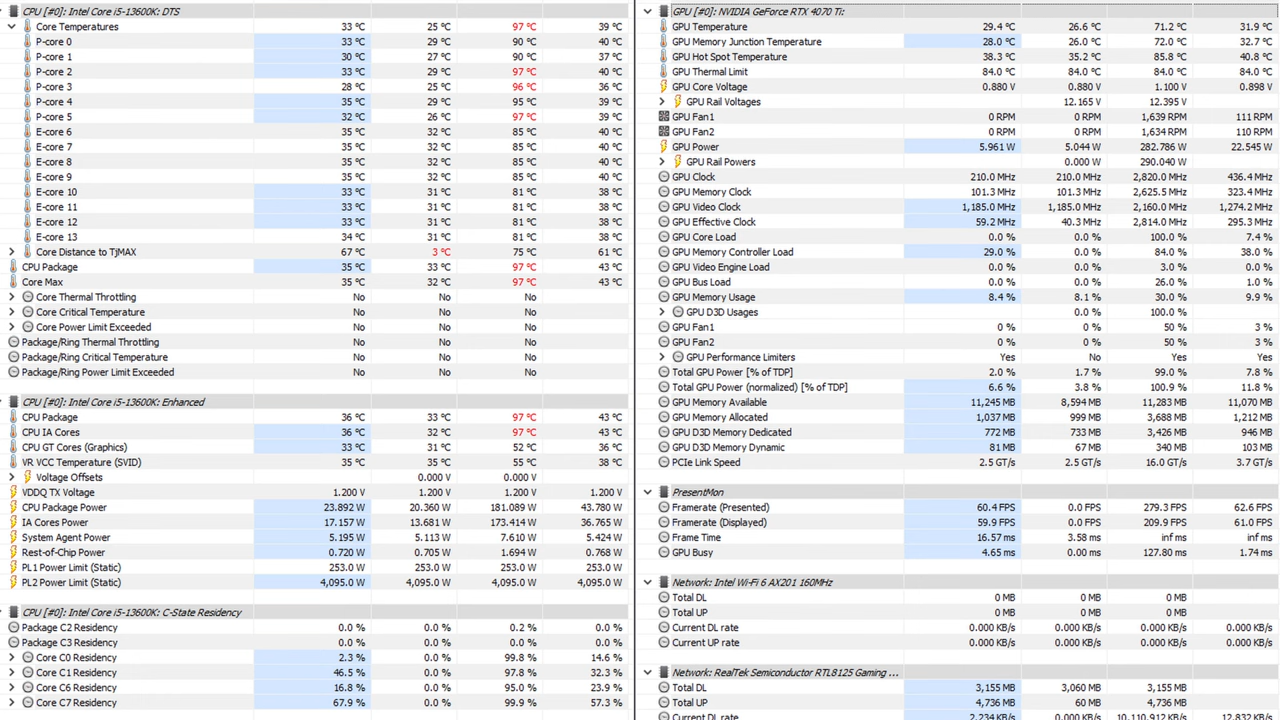 CPU [#0]: Intel Core i5-13600K: DTS
Core Temperatures 33 °C 25 °C 97 °C 39 °C
P-core 0 33 °C 29 °C 90 °C 40 °C
P-core 1 30 °C 27 °C 90 °C 37 °C
P-core 2 33 °C 29 °C 97 °C 40 °C
P-core 3 28 °C 25 °C 96 °C 36 °C
P-core 4 35 °C 29 °C 95 °C 39 °C
P-core 5 32 °C 26 °C 97 °C 39 °C
E-core 6 35 °C 32 °C 85 °C 40 °C
E-core 7 35 °C 32 °C 85 °C 40 °C
E-core 8 35 °C 32 °C 85 °C 40 °C
E-core 9 35 °C 32 °C 85 °C 40 °C
E-core 10 33 °C 31 °C 81 °C 38 °C
E-core 11 33 °C 31 °C 81 °C 38 °C
E-core 12 33 °C 31 °C 81 °C 38 °C
E-core 13 34 °C 31 °C 81 °C 38 °C
Core Distance to TjMAX 67 °C 3 °C 75 °C 61 °C
CPU Package 35 °C 33 °C 97 °C 43 °C
Core Max 35 °C 32 °C 97 °C 43 °C
Core Thermal Throttling No No No
Core Critical Temperature No No No
Core Power Limit Exceeded No No No
Package/Ring Thermal Throttling No No No
Package/Ring Critical Temperature No No No
Package/Ring Power Limit Exceeded No No No
CPU [#0]: Intel Core i5-13600K: Enhanced
CPU Package 36 °C 33 °C 97 °C 43 °C
CPU IA Cores 36 °C 32 °C 97 °C 43 °C
CPU GT Cores (Graphics) 33 °C 31 °C 52 °C 36 °C
VR VCC Temperature (SVID) 35 °C 35 °C 55 °C 38 °C
Voltage Offsets 0.000 V 0.000 V
VDDQ TX Voltage 1.200 V 1.200 V 1.200 V 1.200 V
CPU Package Power 23.892 W 20.360 W 181.089 W 43.780 W
IA Cores Power 17.157 W 13.681 W 173.414 W 36.765 W
System Agent Power 5.195 W 5.113 W 7.610 W 5.424 W
Rest-of-Chip Power 0.720 W 0.705 W 1.694 W 0.768 W
PL1 Power Limit (Static) 253.0 W 253.0 W 253.0 W 253.0 W
PL2 Power Limit (Static) 4,095.0 W 4,095.0 W 4,095.0 W 4,095.0 W
CPU [#0]: Intel Core i5-13600K: C-State Residency
Package C2 Residency 0.0 % 0.0 % 0.2 % 0.0 %
Package C3 Residency 0.0 % 0.0 % 0.0 % 0.0 %
Core C0 Residency 2.3 % 0.0 % 99.8 % 14.6 %
Core C1 Residency 46.5 % 0.0 % 97.8 % 32.3 %
Core C6 Residency 16.8 % 0.0 % 95.0 % 23.9 %
Core C7 Residency 67.9 % 0.0 % 99.9 % 57.3 %
GPU [#0]: NVIDIA GeForce RTX 4070 Ti:
GPU Temperature 29.4 °C 26.6 °C 71.2 °C 31.9 °C
GPU Memory Junction Temperature 28.0 °C 26.0 °C 72.0 °C 32.7 °C
GPU Hot Spot Temperature 38.3 °C 35.2 °C 85.8 °C 40.8 °C
GPU Thermal Limit 84.0 °C 84.0 °C 84.0 °C 84.0 °C
GPU Core Voltage 0.880 V 0.880 V 1.100 V 0.898 V
GPU Rail Voltages 12.165 V 12.395 V
GPU Fan1 0 RPM 0 RPM 1,639 RPM 111 RPM
GPU Fan2 0 RPM 0 RPM 1,634 RPM 110 RPM
GPU Power 5.961 W 5.044 W 282.786 W 22.545 W
GPU Rail Powers 0.000 W 290.040 W
GPU Clock 210.0 MHz 210.0 MHz 2,820.0 MHz 436.4 MHz
GPU Memory Clock 101.3 MHz 101.3 MHz 2,625.5 MHz 323.4 MHz
GPU Video Clock 1,185.0 MHz 1,185.0 MHz 2,160.0 MHz 1,274.2 MHz
GPU Effective Clock 59.2 MHz 40.3 MHz 2,814.0 MHz 295.3 MHz
GPU Core Load 0.0 % 0.0 % 100.0 % 7.4 %
GPU Memory Controller Load 29.0 % 0.0 % 84.0 % 38.0 %
GPU Video Engine Load 0.0 % 0.0 % 3.0 % 0.0 %
GPU Bus Load 0.0 % 0.0 % 26.0 % 1.0 %
GPU Memory Usage 8.4 % 8.1 % 30.0 % 9.9 %
GPU D3D Usages 0.0 % 100.0 %
GPU Fan1 0 % 0 % 50 % 3 %
GPU Fan2 0 % 0 % 50 % 3 %
GPU Performance Limiters Yes No Yes Yes
Total GPU Power [% of TDP] 2.0 % 1.7 % 99.0 % 7.8 %
Total GPU Power (normalized) [% of TDP] 6.6 % 3.8 % 100.9 % 11.8 %
GPU Memory Available 11,245 MB 8,594 MB 11,283 MB 11,070 MB
GPU Memory Allocated 1,037 MB 999 MB 3,688 MB 1,212 MB
GPU D3D Memory Dedicated 772 MB 733 MB 3,426 MB 946 MB
GPU D3D Memory Dynamic 81 MB 67 MB 340 MB 103 MB
PCIe Link Speed 2.5 GT/s 2.5 GT/s 16.0 GT/s 3.7 GT/s
PresentMon
Framerate (Presented) 60.4 FPS 0.0 FPS 279.3 FPS 62.6 FPS
Framerate (Displayed) 59.9 FPS 0.0 FPS 209.9 FPS 61.0 FPS
Frame Time 16.57 ms 3.58 ms inf ms inf ms
GPU Busy 4.65 ms 0.00 ms 127.80 ms 1.74 ms
Network: Intel Wi-Fi 6 AX201 160MHz
Total DL 0 MB 0 MB 0 MB
Total UP 0 MB 0 MB 0 MB
Current DL rate 0.000 KB/s 0.000 KB/s 0.000 KB/s 0.000 KB/s
Current UP rate 0.000 KB/s 0.000 KB/s 0.000 KB/s 0.000 KB/s
Network: RealTek Semiconductor RTL8125 Gaming ...
Total DL 3,155 MB 3,060 MB 3,155 MB
Total UP 4,736 MB 60 MB 4,736 MB
Current DL rate 2.234 KB/s 0.000 KB/s 12.832 KB/s